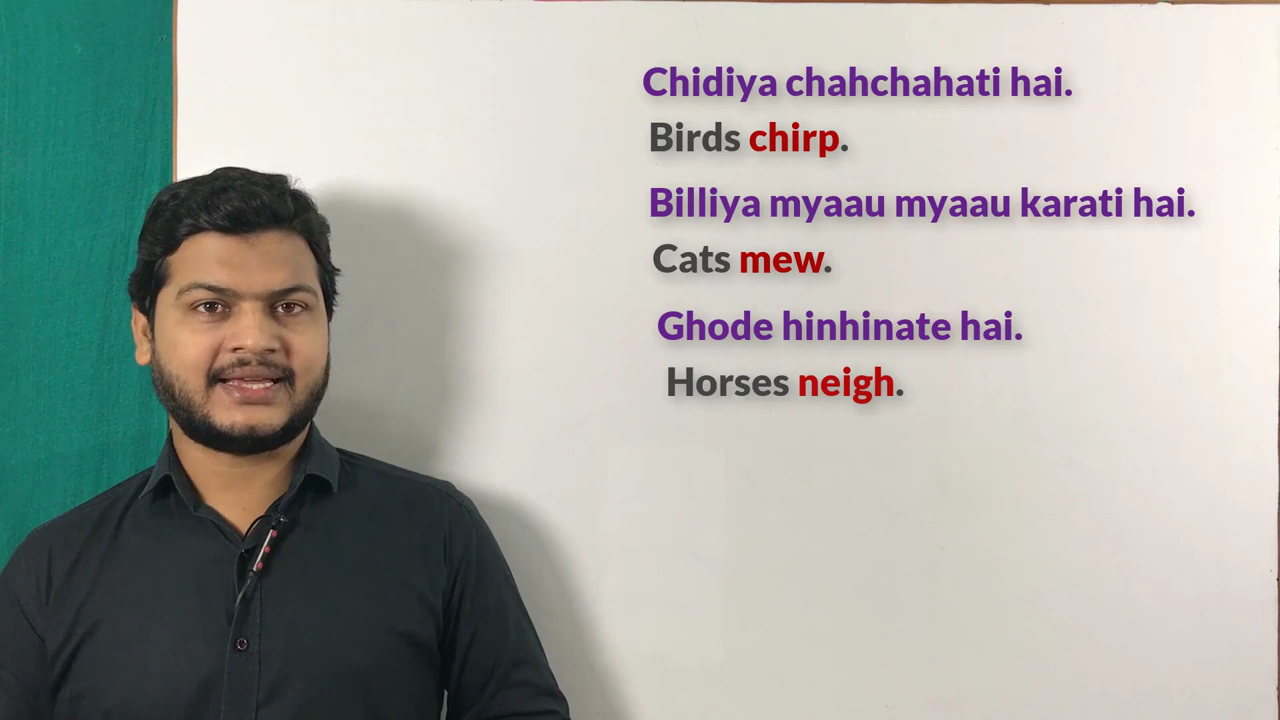 Chidiya chahchahati hai.
Birds chirp.
Billiya myaau myaau karati hai.
Cats mew.
Ghode hinhinate hai.
Horses neigh.